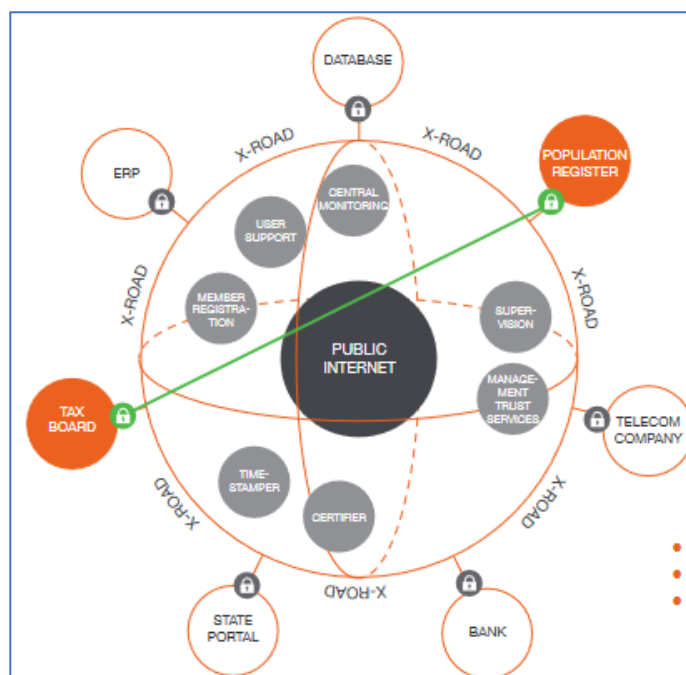 DATABASE
X-ROAD
X-ROAD
POPULATION
REGISTER
ERP
CENTRAL
MONITORING
USER
SUPPORT
X-ROAD
X-ROAD
MEMBER
REGISTRA-
TION
SUPER-
VISION
PUBLIC
INTERNET
MANAGE-
MENT
TRUST
SERVICES
TAX
BOARD
TELECOM
COMPANY
TIME-
STAMPER
CERTIFIER
X-ROAD
X-ROAD
X-ROAD
STATE
PORTAL
BANK